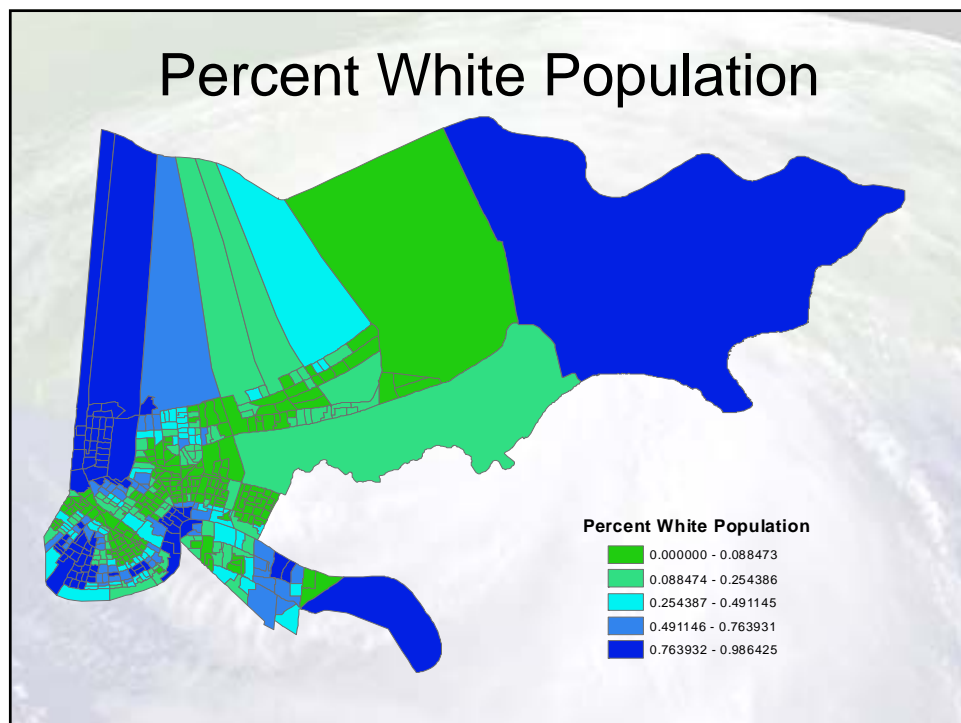 Percent White Population
Percent White Population
0.000000 - 0.088473
0.088474 - 0.254386
0.254387 - 0.491145
0.491146 - 0.763931
0.763932 - 0.986425